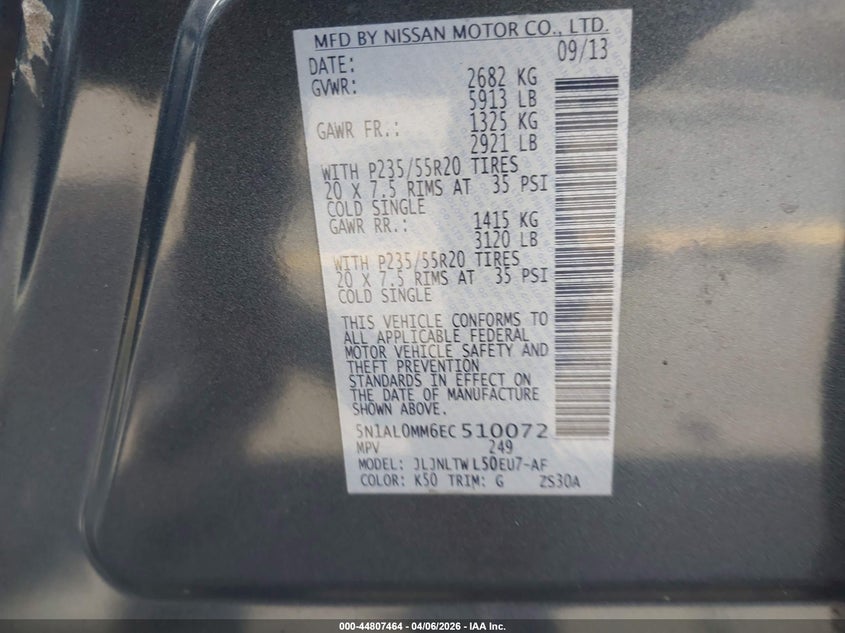 MFD BY NISSAN MOTOR CO., LTD.
DATE: 09/13
GVWR: 2682 KG
5913 LB
GAWR FR.: 1325 KG
2921 LB
WITH P235/55R20 TIRES
20 X 7.5 RIMS AT 35 PSI
COLD SINGLE
GAWR RR.: 1415 KG
3120 LB
WITH P235/55R20 TIRES
20 X 7.5 RIMS AT 35 PSI
COLD SINGLE
THIS VEHICLE CONFORMS TO
ALL APPLICABLE FEDERAL
MOTOR VEHICLE SAFETY AND
THEFT PREVENTION
STANDARDS IN EFFECT ON
THE DATE OF MANUFACTURE
SHOWN ABOVE.
5N1AL0MM6EC510072
MPV 249
MODEL: JLJNLTWL50EU7-AF
COLOR: K50 TRIM: G ZS30A
000-44807464 - 04/06/2026 - IAA Inc.